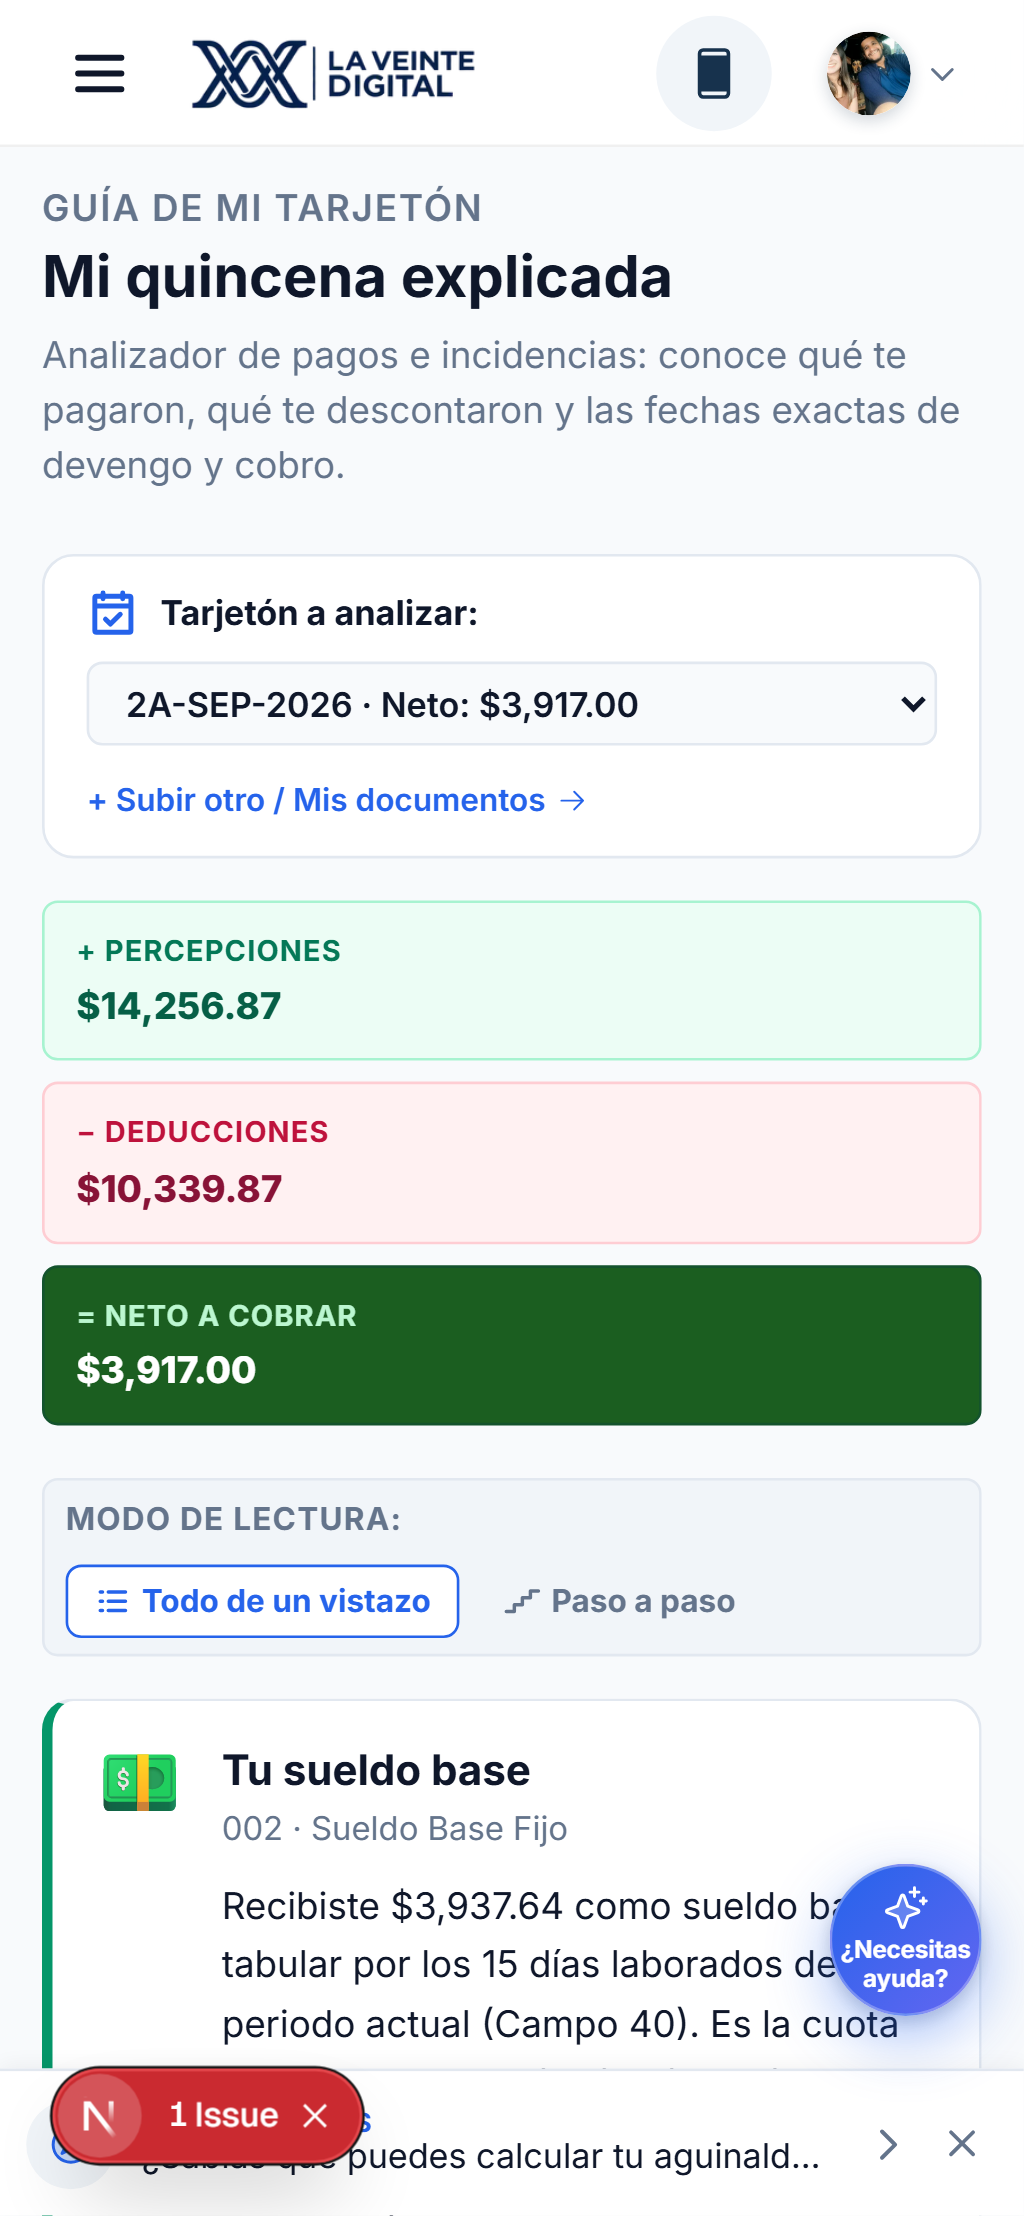 LA VEINTE
DIGITAL
GUÍA DE MI TARJETÓN
Mi quincena explicada
Analizador de pagos e incidencias: conoce qué te
pagaron, qué te descontaron y las fechas exactas de
devengo y cobro.
Tarjetón a analizar:
2A-SEP-2026 · Neto: $3,917.00
+ Subir otro / Mis documentos →
+ PERCEPCIONES
$14,256.87
− DEDUCCIONES
$10,339.87
= NETO A COBRAR
$3,917.00
MODO DE LECTURA:
Todo de un vistazo
Paso a paso
Tu sueldo base
002 · Sueldo Base Fijo
Recibiste $3,937.64 como sueldo
tabular por los 15 días laborados
periodo actual (Campo 40). Es la cuota
¿Necesitas
ayuda?
N 1 Issue
puedes calcular tu aguinald...